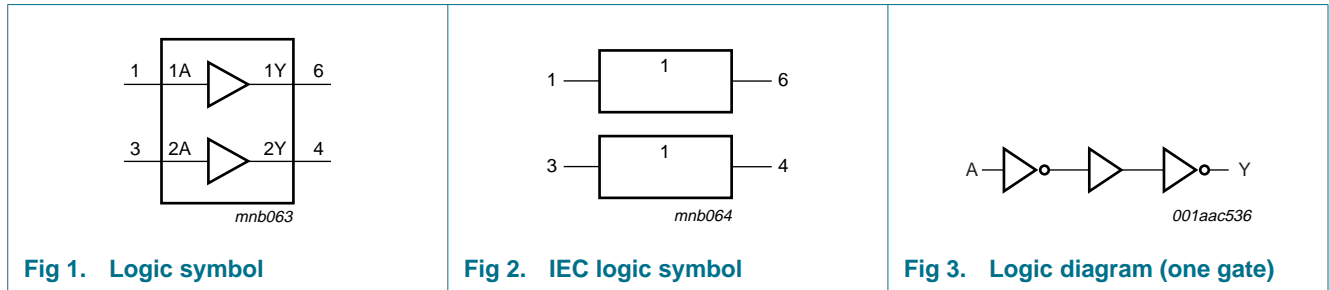 1 1A 1Y 6
3 2A 2Y 4
mnb063
Fig 1. Logic symbol
1 1 6
3 1 4
mnb064
Fig 2. IEC logic symbol
A Y
001aac536
Fig 3. Logic diagram (one gate)